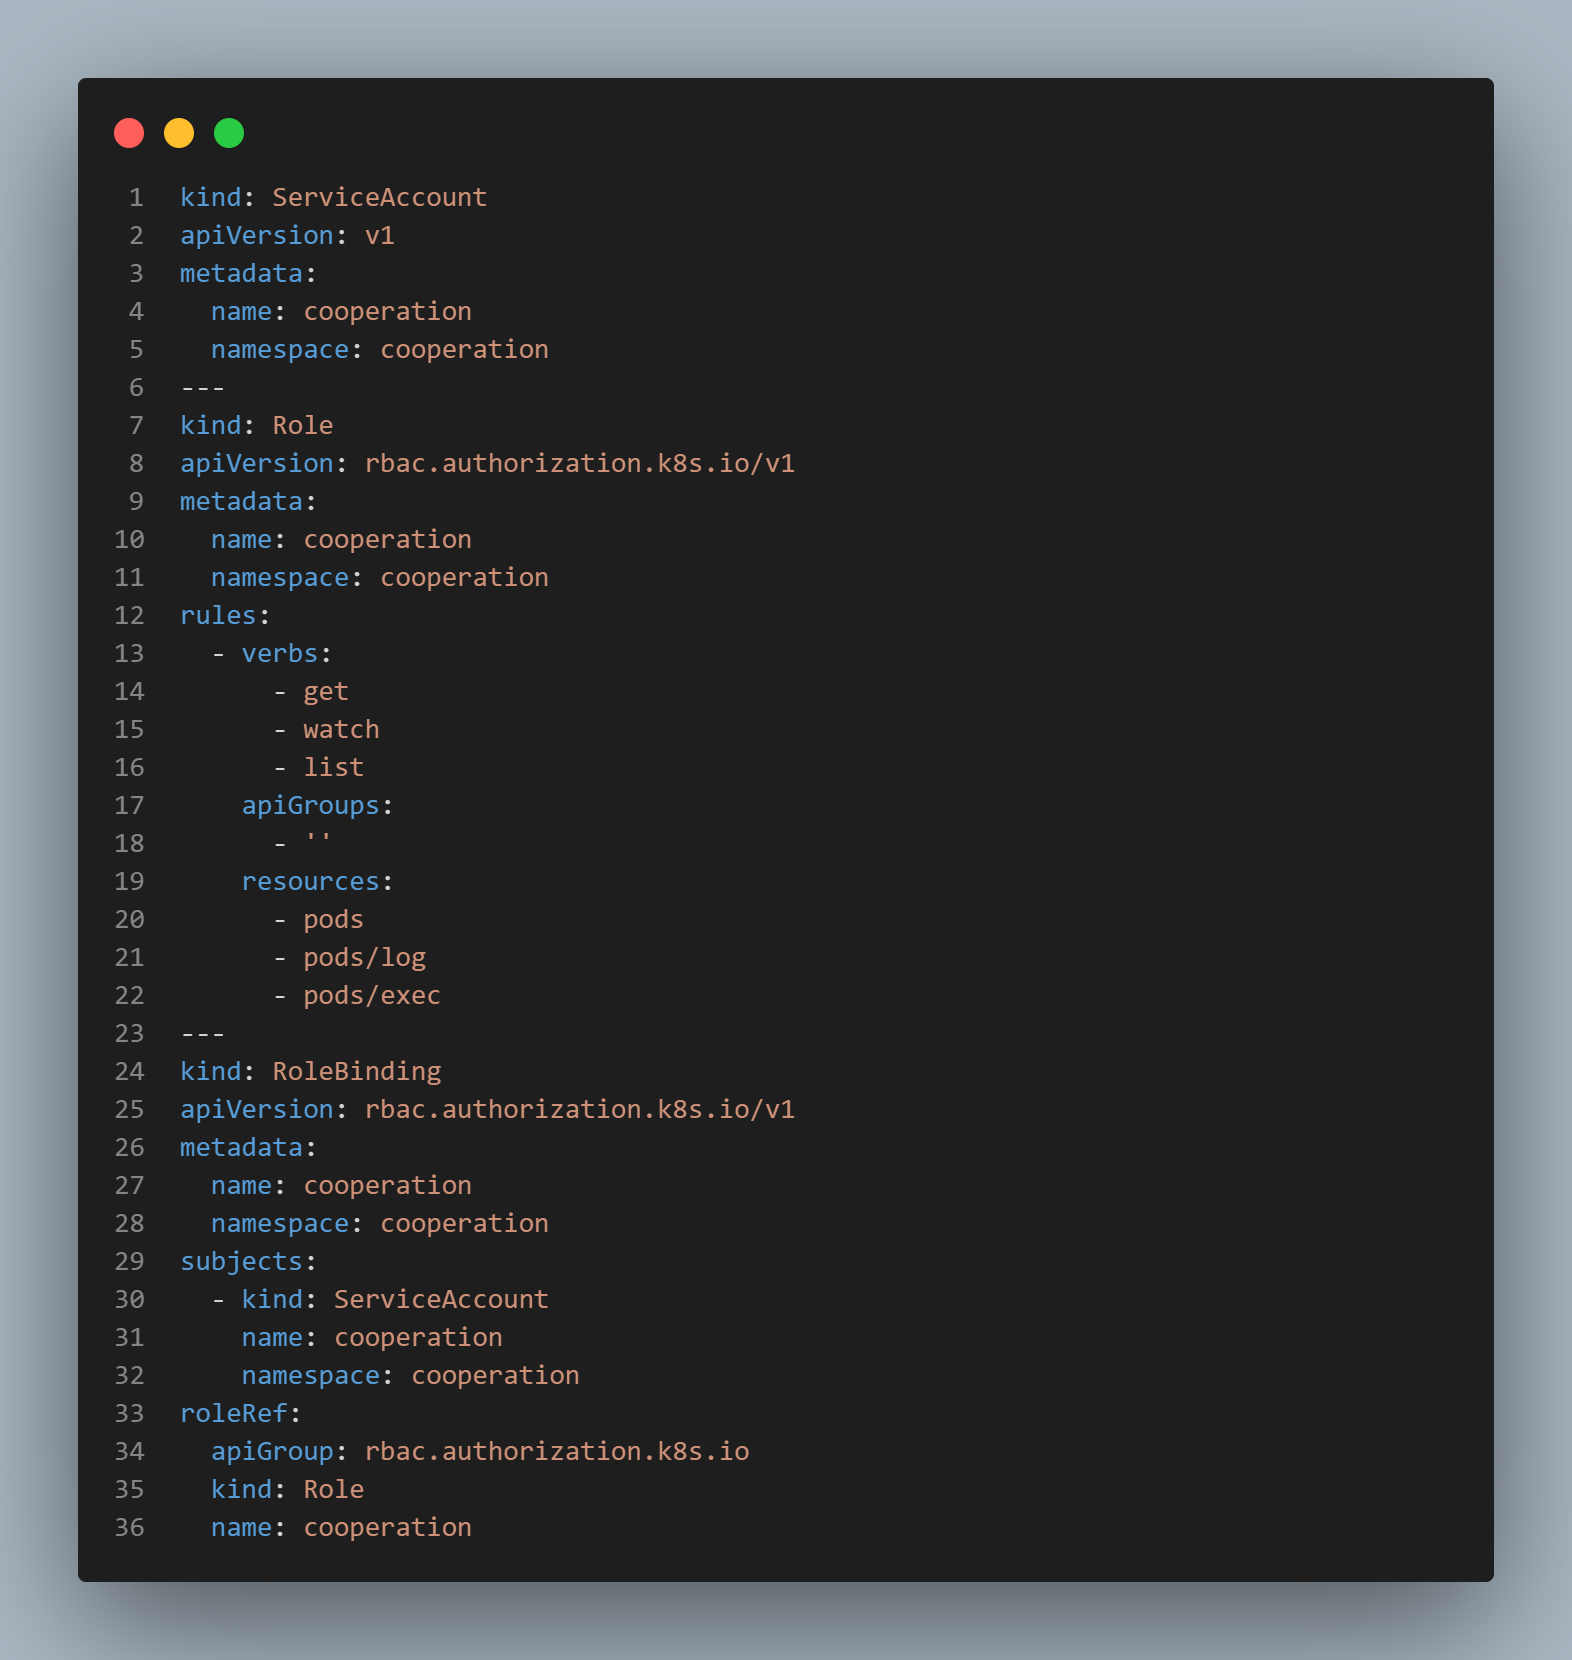 1 kind: ServiceAccount
2 apiVersion: v1
3 metadata:
4   name: cooperation
5   namespace: cooperation
6 ---
7 kind: Role
8 apiVersion: rbac.authorization.k8s.io/v1
9 metadata:
10   name: cooperation
11   namespace: cooperation
12 rules:
13   - verbs:
14       - get
15       - watch
16       - list
17     apiGroups:
18       - ''
19     resources:
20       - pods
21       - pods/log
22       - pods/exec
23 ---
24 kind: RoleBinding
25 apiVersion: rbac.authorization.k8s.io/v1
26 metadata:
27   name: cooperation
28   namespace: cooperation
29 subjects:
30   - kind: ServiceAccount
31     name: cooperation
32     namespace: cooperation
33 roleRef:
34   apiGroup: rbac.authorization.k8s.io
35   kind: Role
36   name: cooperation